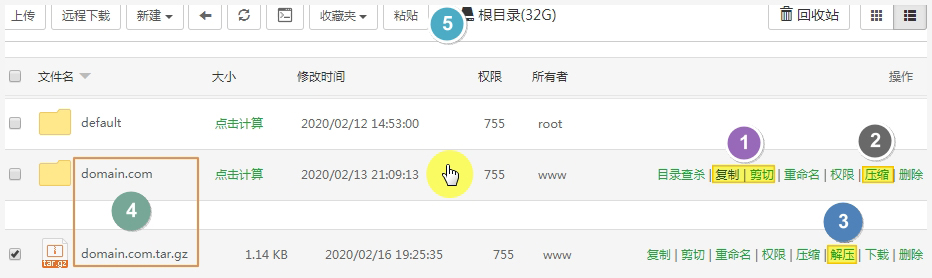 上传 远程下载 新建 收藏夹 粘贴 5 根目录(32G) 回收站
文件名 大小 修改时间 权限 所有者 操作
default 点击计算 2020/02/12 14:53:00 755 root
1 2
domain.com 点击计算 2020/02/13 21:09:13 755 www 目录查杀 | 复制 | 剪切 | 重命名 | 权限 | 压缩 | 删除
4 3
domain.com.tar.gz 1.14 KB 2020/02/16 19:25:35 755 www 复制 | 剪切 | 重命名 | 权限 | 压缩 | 解压 | 下载 | 删除
tar.gz